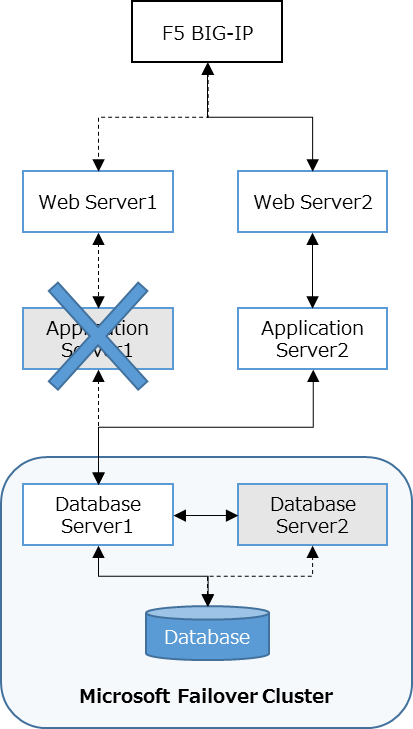 F5 BIG-IP
Web Server1
Web Server2
Application
Server1
Application
Server2
Database
Server1
Database
Server2
Database
Microsoft Failover Cluster